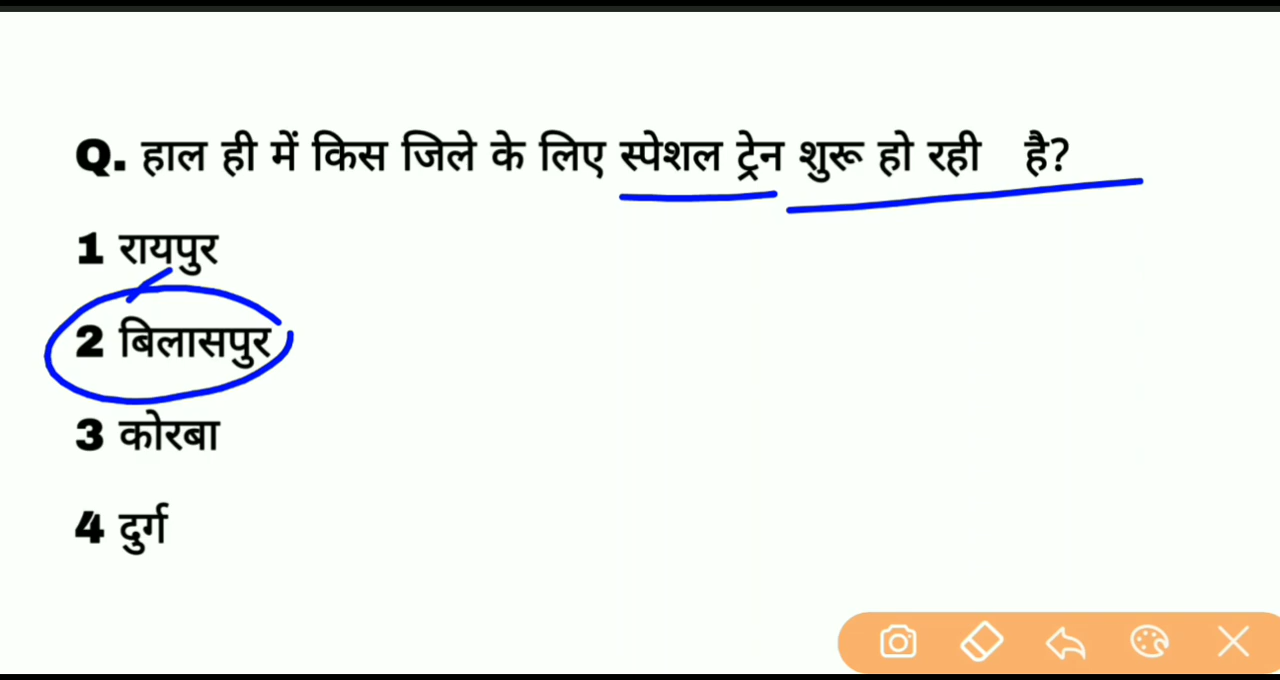 Q. हाल ही में किस जिले के लिए स्पेशल ट्रेन शुरू हो रही है?
1 रायपुर
2 बिलासपुर
3 कोरबा
4 दुर्ग